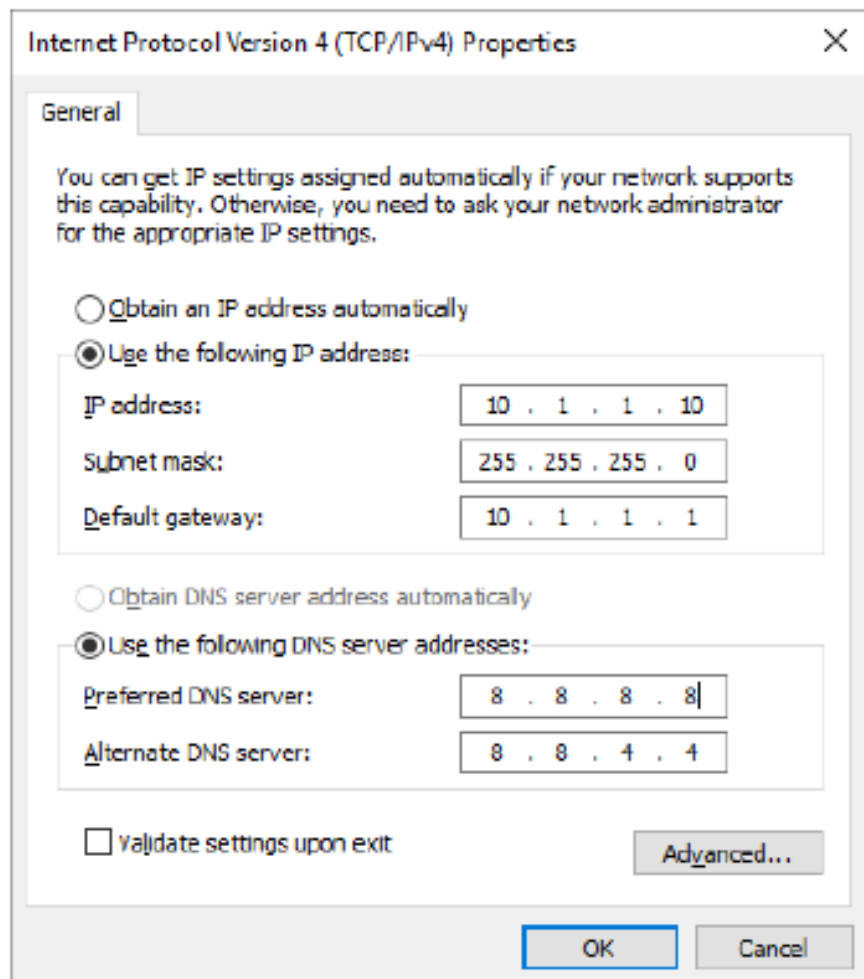 Internet Protocol Version 4 (TCP/IPv4) Properties
General
You can get IP settings assigned automatically if your network supports
this capability. Otherwise, you need to ask your network administrator
for the appropriate IP settings.
Obtain an IP address automatically
Use the following IP address:
IP address: 10 . 1 . 1 . 10
Subnet mask: 255 . 255 . 255 . 0
Default gateway: 10 . 1 . 1 . 1
Obtain DNS server address automatically
Use the following DNS server addresses:
Preferred DNS server: 8 . 8 . 8 . 8
Alternate DNS server: 8 . 8 . 4 . 4
Validate settings upon exit
Advanced...
OK Cancel